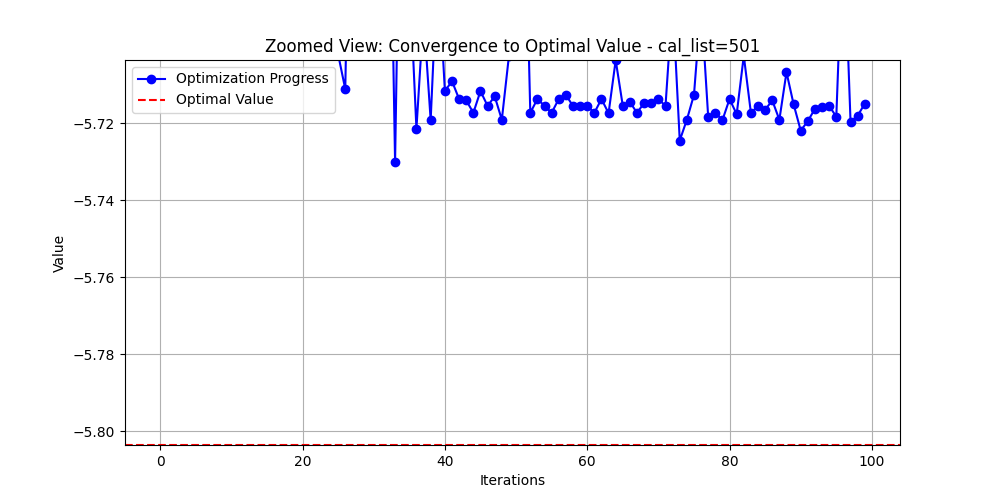 Zoomed View: Convergence to Optimal Value - cal_list=501
Optimization Progress
Optimal Value
−5.72
−5.74
−5.76
−5.78
−5.80
Value
0 20 40 60 80 100
Iterations